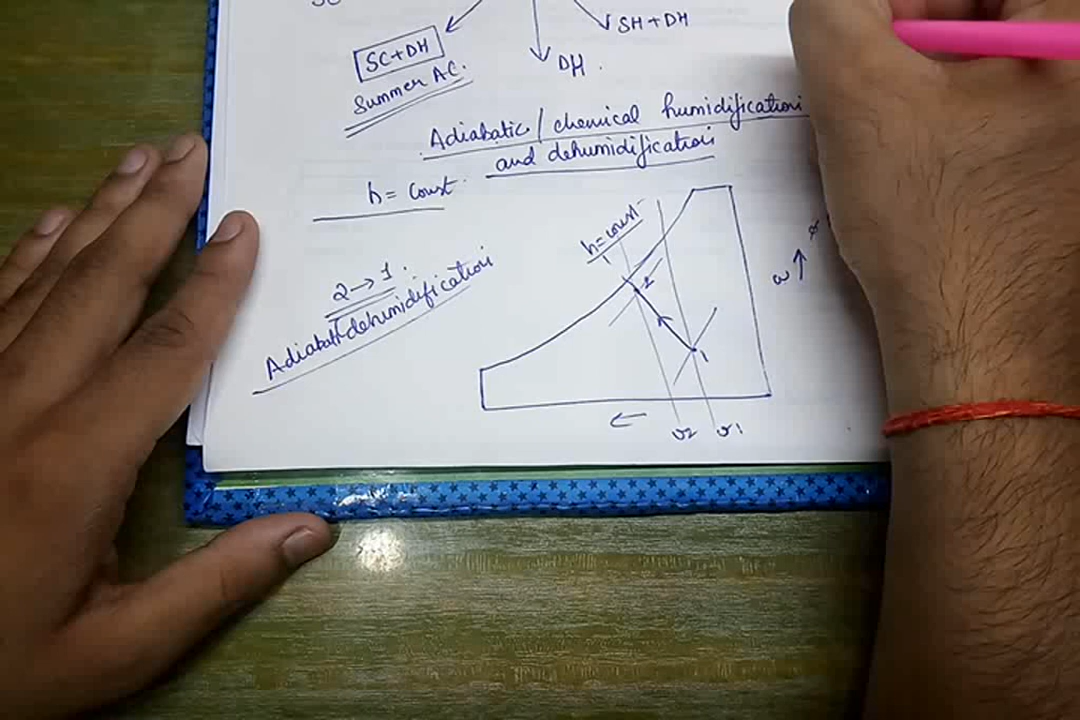 SH + DH
SC + DH
DH .
Summer A.C.
Adiabatic / chemical humidification
and dehumidification
h = Const
h = const
2 → 1 .
Adiabati dehumidification
2
1
ω ↑
v2 v1